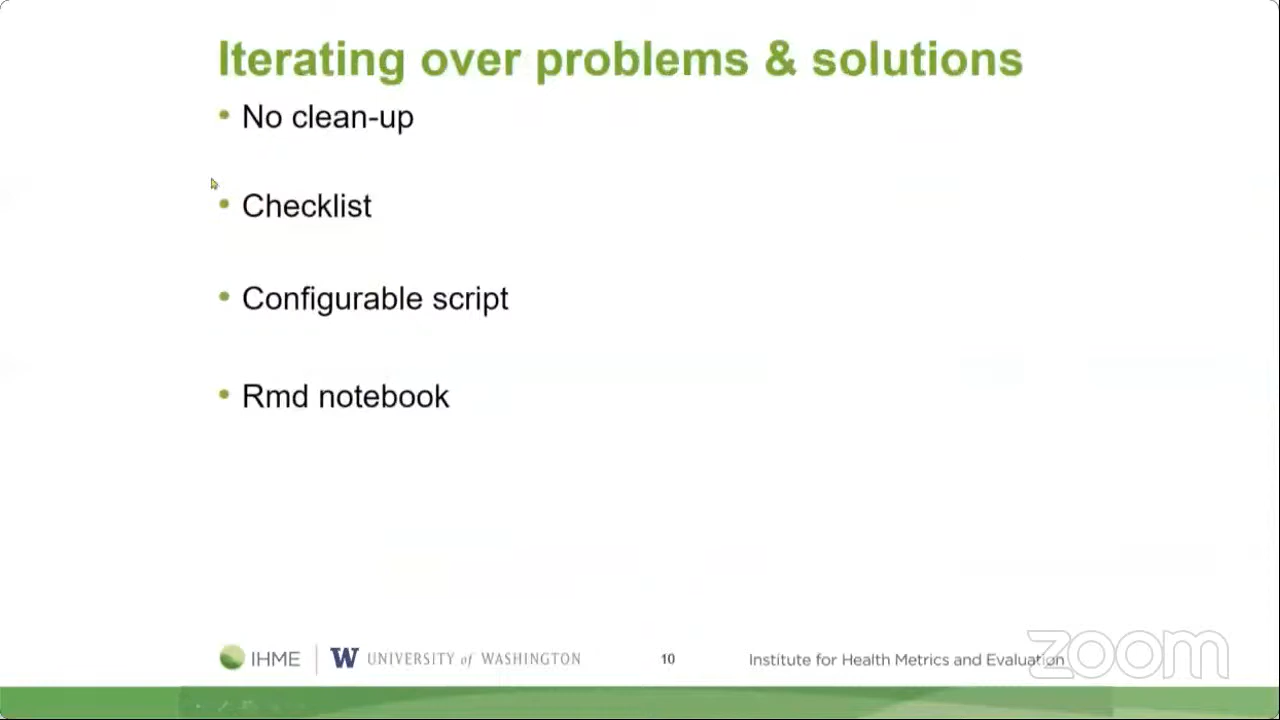 Iterating over problems & solutions
• No clean-up
• Checklist
• Configurable script
• Rmd notebook
IHME | W UNIVERSITY of WASHINGTON 10 Institute for Health Metrics and Evaluation
zoom